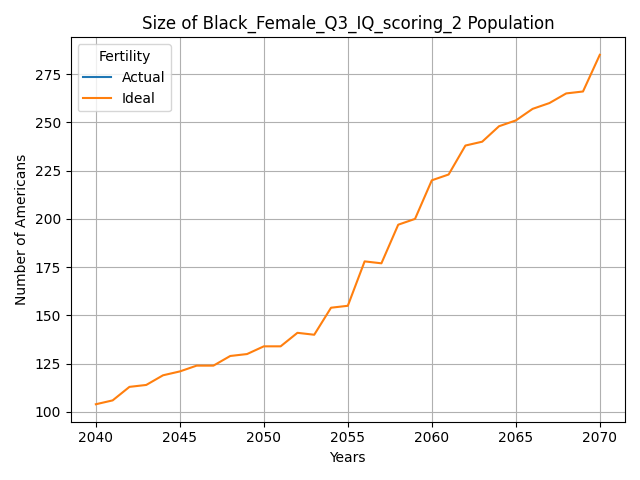 Size of Black_Female_Q3_IQ_scoring_2 Population
Fertility
Actual
Ideal
Number of Americans
275
250
225
200
175
150
125
100
2040 2045 2050 2055 2060 2065 2070
Years